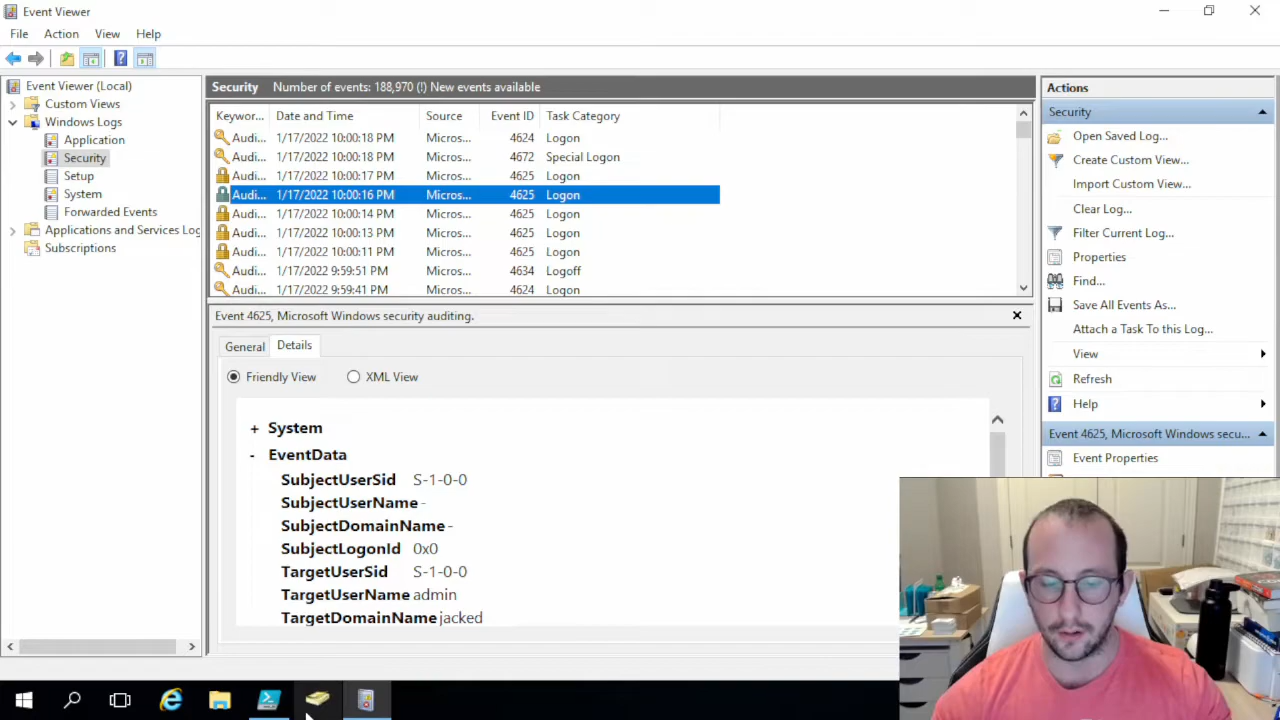 Event Viewer
File Action View Help
Event Viewer (Local)
Custom Views
Windows Logs
Application
Security
Setup
System
Forwarded Events
Applications and Services Log
Subscriptions
Security Number of events: 188,970 (!) New events available
Keywor... Date and Time Source Event ID Task Category
Audi... 1/17/2022 10:00:18 PM Micros... 4624 Logon
Audi... 1/17/2022 10:00:18 PM Micros... 4672 Special Logon
Audi... 1/17/2022 10:00:17 PM Micros... 4625 Logon
Audi... 1/17/2022 10:00:16 PM Micros... 4625 Logon
Audi... 1/17/2022 10:00:14 PM Micros... 4625 Logon
Audi... 1/17/2022 10:00:13 PM Micros... 4625 Logon
Audi... 1/17/2022 10:00:11 PM Micros... 4625 Logon
Audi... 1/17/2022 9:59:51 PM Micros... 4634 Logoff
Audi... 1/17/2022 9:59:41 PM Micros... 4624 Logon
Event 4625, Microsoft Windows security auditing.
General Details
Friendly View XML View
+ System
- EventData
SubjectUserSid S-1-0-0
SubjectUserName -
SubjectDomainName -
SubjectLogonId 0x0
TargetUserSid S-1-0-0
TargetUserName admin
TargetDomainName jacked
Actions
Security
Open Saved Log...
Create Custom View...
Import Custom View...
Clear Log...
Filter Current Log...
Properties
Find...
Save All Events As...
Attach a Task To this Log...
View
Refresh
Help
Event 4625, Microsoft Windows secu...
Event Properties